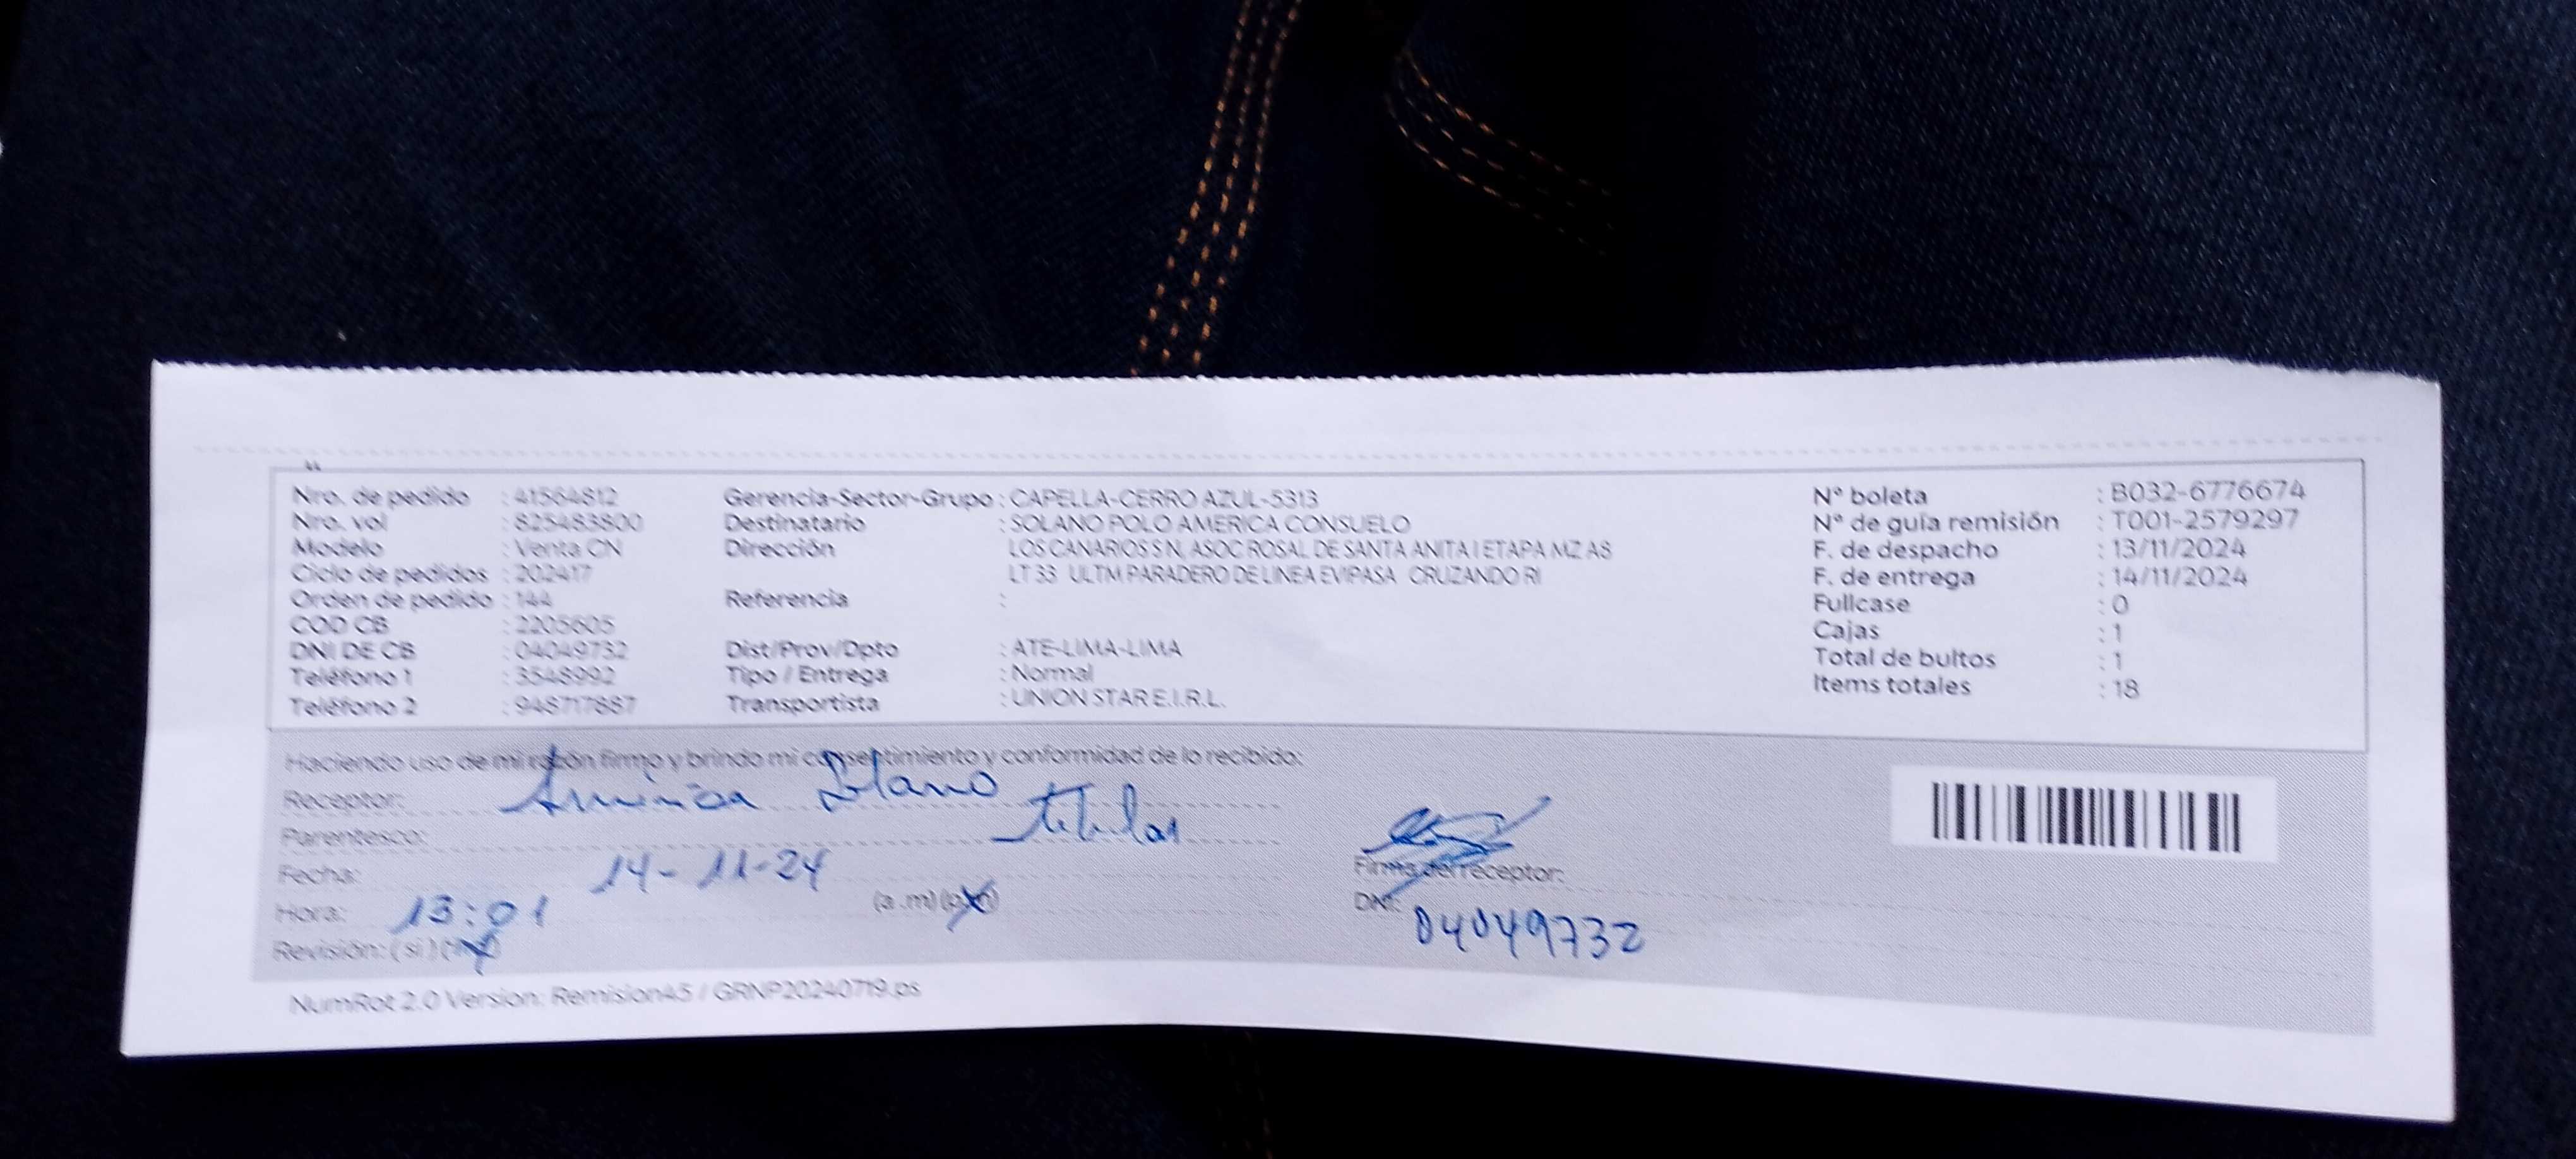 Nro. de pedido : 41564812
Nro. vol : 825483800
Modelo : Venta CN
Ciclo de pedidos : 202417
Orden de pedido : 144
COD CB : 2205605
DNI DE CB : 04049732
Teléfono 1 : 3548992
Teléfono 2 : 948717887
Gerencia-Sector-Grupo : CAPELLA-CERRO AZUL-5313
Destinatario : SOLANO POLO AMERICA CONSUELO
Dirección LOS CANARIOS S N, ASOC ROSAL DE SANTA ANITA I ETAPA MZ A8
LT 33 ULTM PARADERO DE LINEA EVIPASA CRUZANDO RI
Referencia :
Dist/Prov/Dpto : ATE-LIMA-LIMA
Tipo / Entrega : Normal
Transportista : UNION STAR E.I.R.L.
N° boleta : B032-6776674
N° de guía remisión : T001-2579297
F. de despacho : 13/11/2024
F. de entrega : 14/11/2024
Fullcase : 0
Cajas : 1
Total de bultos : 1
Items totales : 18
Haciendo uso de mi razón firmo y brindo mi consentimiento y conformidad de lo recibido:
Receptor: Solano
Parentesco: titular
Fecha: 14-11-24
Hora: 13:01 (a.m) (p.m)
Revisión: (si) (no)
Firma del receptor:
DNI: 04049732
NumRot 2.0 Version: Remision45 / GRNP20240719.ps